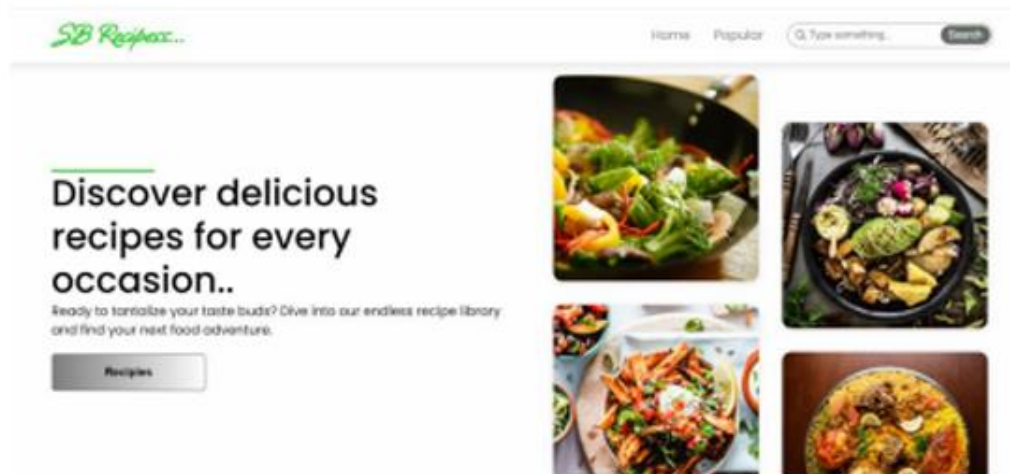 SB Recipess...
Home Popular Type something... Search
Discover delicious
recipes for every
occasion..
Ready to tantalize your taste buds? Dive into our endless recipe library
and find your next food adventure.
Recipies